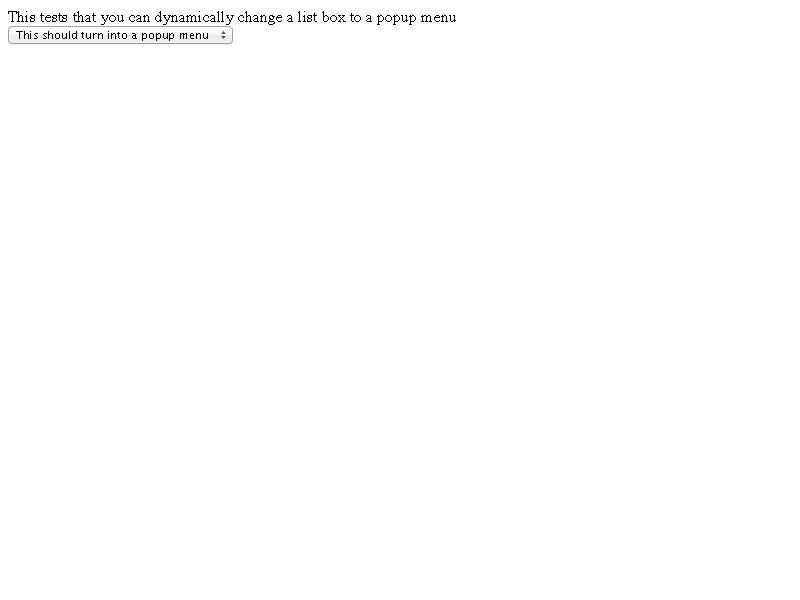 This tests that you can dynamically change a list box to a popup menu
This should turn into a popup menu